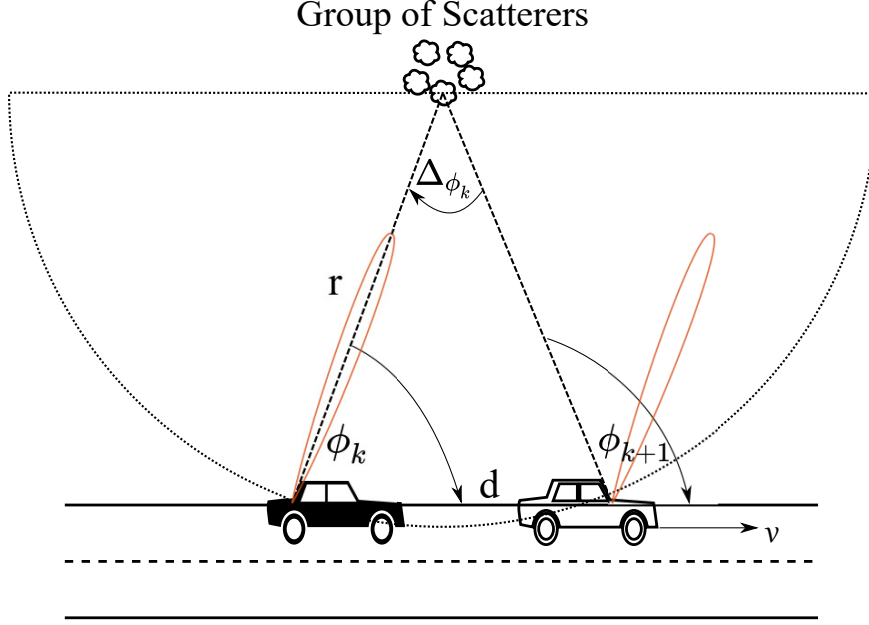 Group of Scatterers
Δ_{ϕ_k}
r
ϕ_k
ϕ_{k+1}
d
v